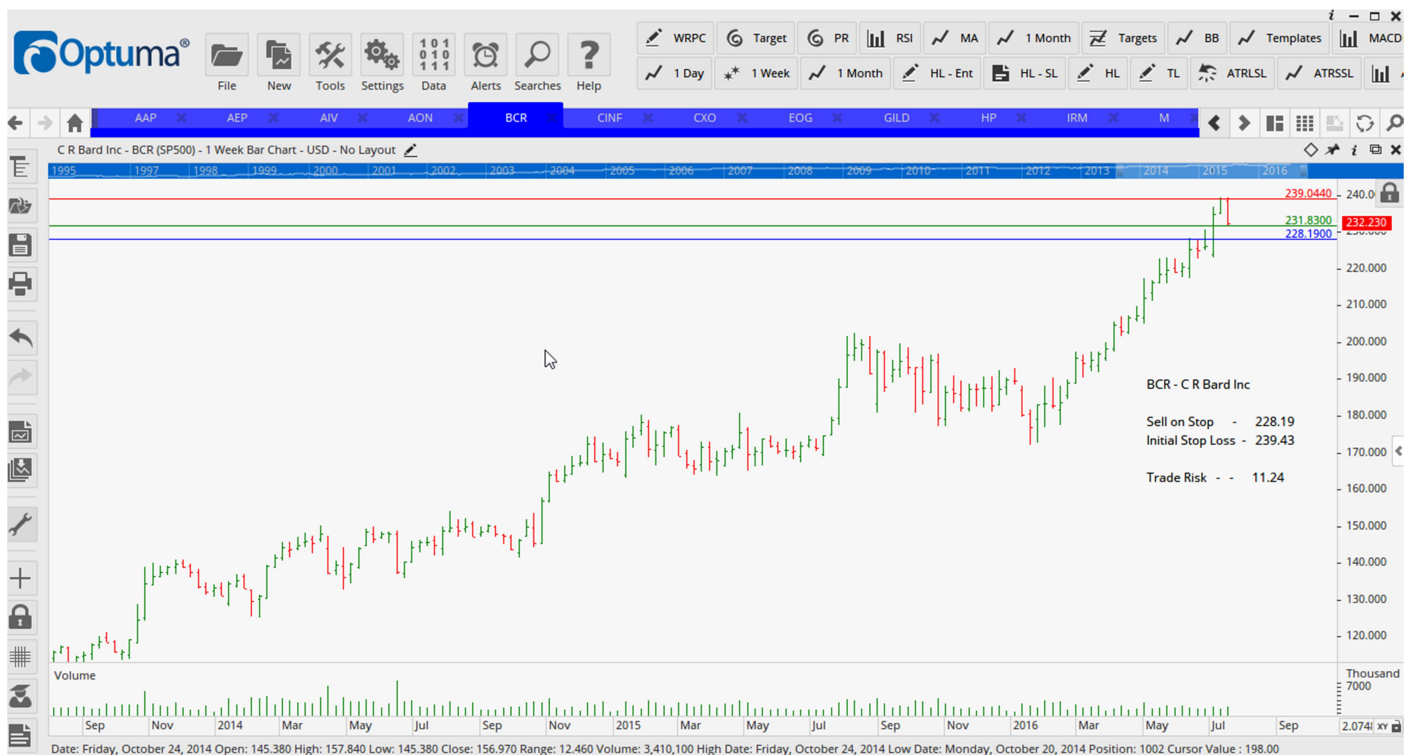 i
Optuma®
File
New
Tools
Settings
Data
Alerts
Searches
Help
WRPC
Target
PR
RSI
MA
1 Month
Targets
BB
Templates
MACD
1 Day
1 Week
1 Month
HL - Ent
HL - SL
HL
TL
ATRLSL
ATRSSL
AAP
AEP
AIV
AON
BCR
CINF
CXO
EOG
GILD
HP
IRM
M
C R Bard Inc - BCR (SP500) - 1 Week Bar Chart - USD - No Layout
1995 1997 1998 1999 2000 2001 2002 2003 2004 2005 2006 2007 2008 2009 2010 2011 2012 2013 2014 2015 2016
239.0440
231.8300
228.1900
232.230
220.000
210.000
200.000
190.000
180.000
170.000
160.000
150.000
140.000
130.000
120.000
BCR - C R Bard Inc
Sell on Stop - 228.19
Initial Stop Loss - 239.43
Trade Risk - - 11.24
Volume
Thousand
7000
Sep Nov 2014 Mar May Jul Sep Nov 2015 Mar May Jul Sep Nov 2016 Mar May Jul Sep
XY
Date: Friday, October 24, 2014 Open: 145.380 High: 157.840 Low: 145.380 Close: 156.970 Range: 12.460 Volume: 3,410,100 High Date: Friday, October 24, 2014 Low Date: Monday, October 20, 2014 Position: 1002 Cursor Value : 198.00